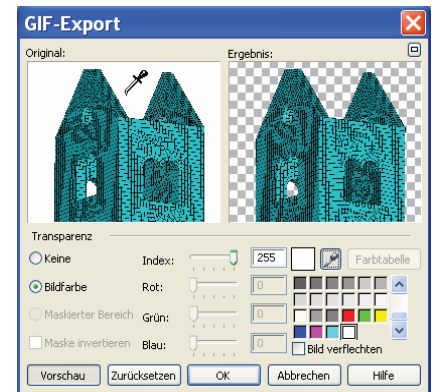 GIF-Export
Original:
Ergebnis:
Transparenz
Keine
Index:
255
Farbtabelle
Bildfarbe
Rot:
0
Maskierter Bereich
Grün:
0
Maske invertieren
Blau:
0
Bild verflechten
Vorschau
Zurücksetzen
OK
Abbrechen
Hilfe